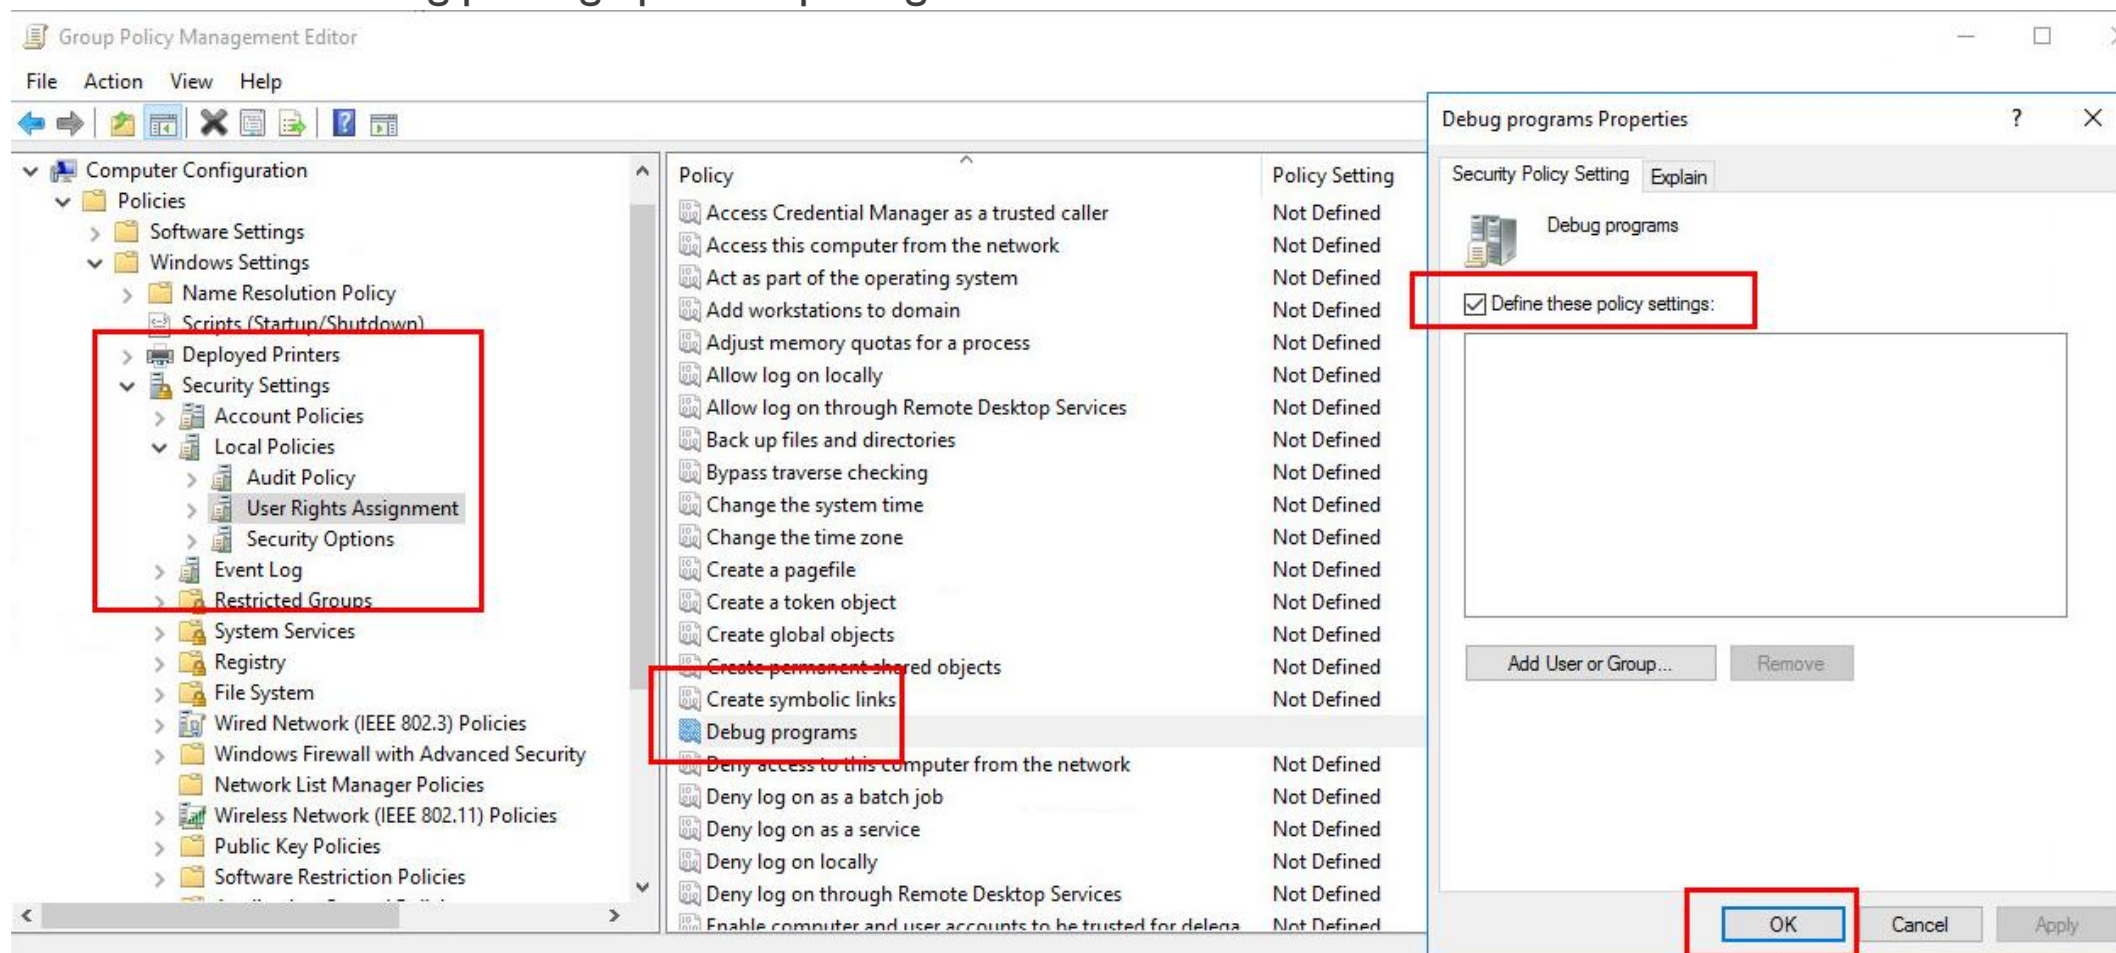 Group Policy Management Editor
File Action View Help
Computer Configuration
Policies
Software Settings
Windows Settings
Name Resolution Policy
Scripts (Startup/Shutdown)
Deployed Printers
Security Settings
Account Policies
Local Policies
Audit Policy
User Rights Assignment
Security Options
Event Log
Restricted Groups
System Services
Registry
File System
Wired Network (IEEE 802.3) Policies
Windows Firewall with Advanced Security
Network List Manager Policies
Wireless Network (IEEE 802.11) Policies
Public Key Policies
Software Restriction Policies
Policy Policy Setting
Access Credential Manager as a trusted caller Not Defined
Access this computer from the network Not Defined
Act as part of the operating system Not Defined
Add workstations to domain Not Defined
Adjust memory quotas for a process Not Defined
Allow log on locally Not Defined
Allow log on through Remote Desktop Services Not Defined
Back up files and directories Not Defined
Bypass traverse checking Not Defined
Change the system time Not Defined
Change the time zone Not Defined
Create a pagefile Not Defined
Create a token object Not Defined
Create global objects Not Defined
Create permanent shared objects Not Defined
Create symbolic links Not Defined
Debug programs
Deny access to this computer from the network Not Defined
Deny log on as a batch job Not Defined
Deny log on as a service Not Defined
Deny log on locally Not Defined
Deny log on through Remote Desktop Services Not Defined
Enable computer and user accounts to be trusted for delega Not Defined
Debug programs Properties ?
Security Policy Setting Explain
Debug programs
Define these policy settings:
Add User or Group... Remove
OK Cancel Apply